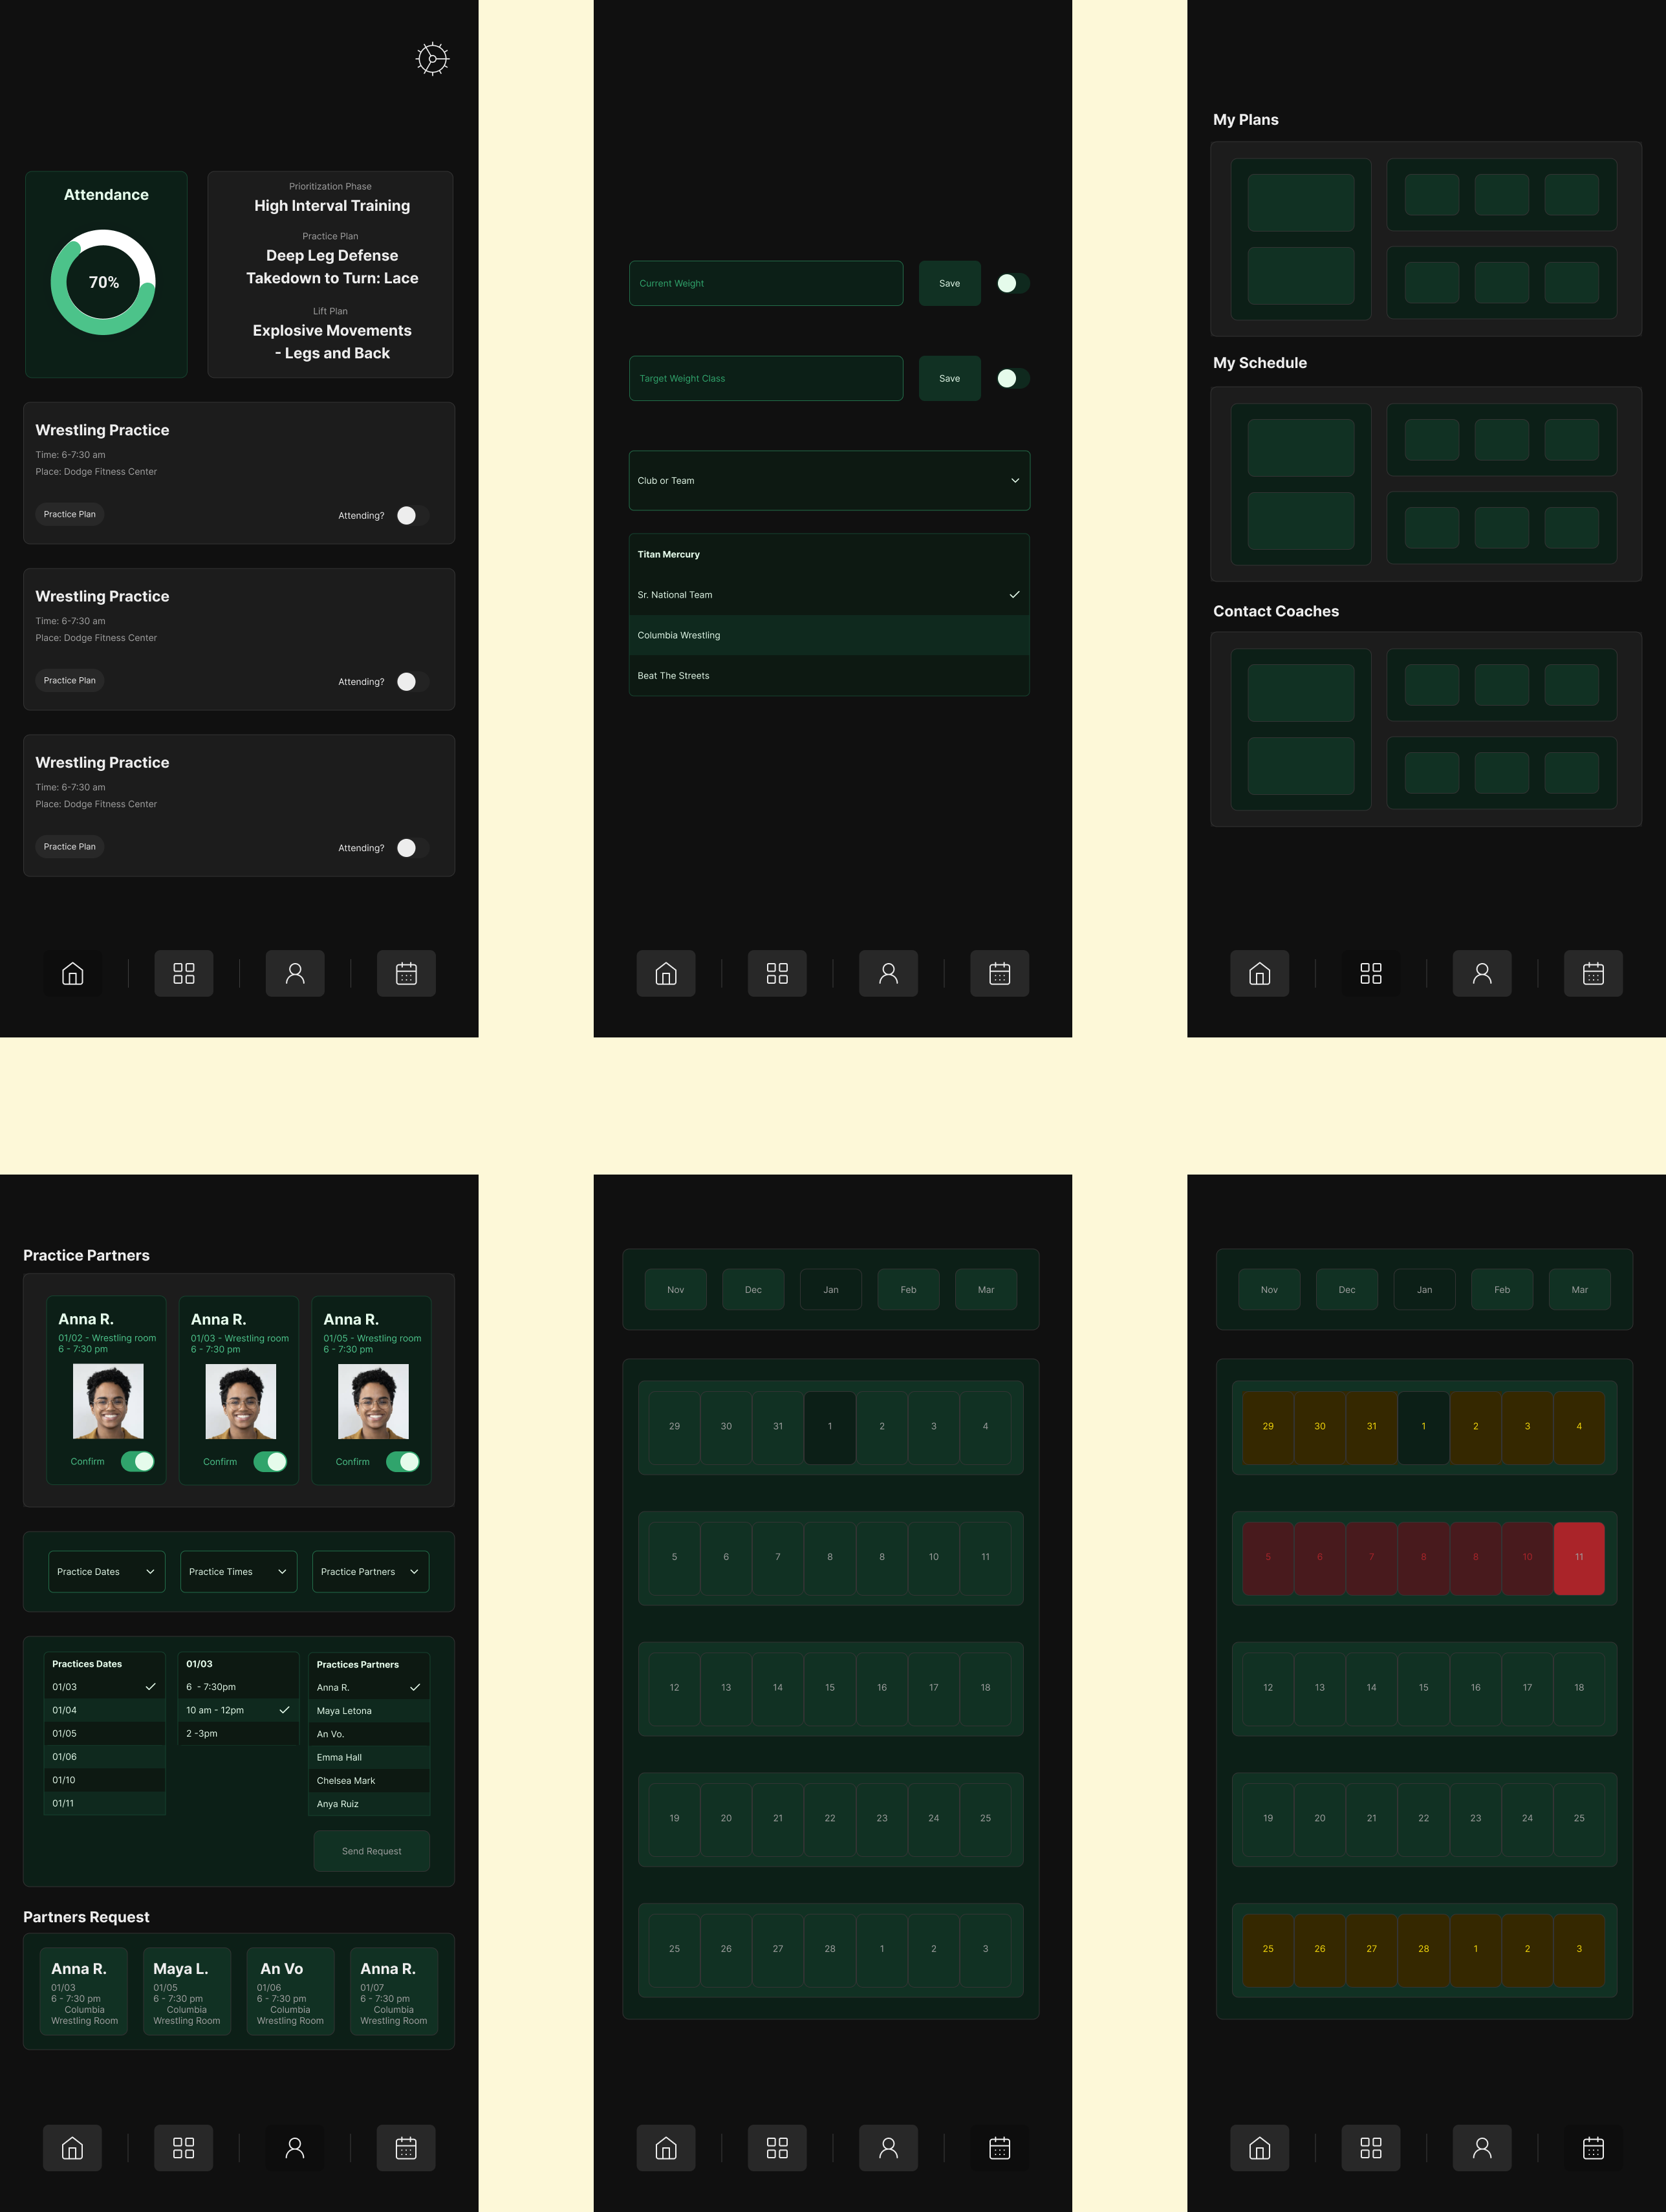 Attendance
70%
Prioritization Phase
High Interval Training
Practice Plan
Deep Leg Defense
Takedown to Turn: Lace
Lift Plan
Explosive Movements
- Legs and Back
Wrestling Practice
Time: 6-7:30 am
Place: Dodge Fitness Center
Practice Plan
Attending?
Wrestling Practice
Time: 6-7:30 am
Place: Dodge Fitness Center
Practice Plan
Attending?
Wrestling Practice
Time: 6-7:30 am
Place: Dodge Fitness Center
Practice Plan
Attending?
Current Weight
Save
Target Weight Class
Save
Club or Team
Titan Mercury
Sr. National Team
Columbia Wrestling
Beat The Streets
My Plans
My Schedule
Contact Coaches
Practice Partners
Anna R.
01/02 - Wrestling room
6 - 7:30 pm
Confirm
Anna R.
01/03 - Wrestling room
6 - 7:30 pm
Confirm
Anna R.
01/05 - Wrestling room
6 - 7:30 pm
Confirm
Practice Dates
Practice Times
Practice Partners
Practices Dates
01/03
01/04
01/05
01/06
01/10
01/11
01/03
6 - 7:30pm
10 am - 12pm
2 -3pm
Practices Partners
Anna R.
Maya Letona
An Vo.
Emma Hall
Chelsea Mark
Anya Ruiz
Send Request
Partners Request
Anna R.
01/03
6 - 7:30 pm
Columbia
Wrestling Room
Maya L.
01/05
6 - 7:30 pm
Columbia
Wrestling Room
An Vo
01/06
6 - 7:30 pm
Columbia
Wrestling Room
Anna R.
01/07
6 - 7:30 pm
Columbia
Wrestling Room
Nov Dec Jan Feb Mar
29 30 31 1 2 3 4
5 6 7 8 8 10 11
12 13 14 15 16 17 18
19 20 21 22 23 24 25
25 26 27 28 1 2 3
Nov Dec Jan Feb Mar
29 30 31 1 2 3 4
5 6 7 8 8 10 11
12 13 14 15 16 17 18
19 20 21 22 23 24 25
25 26 27 28 1 2 3